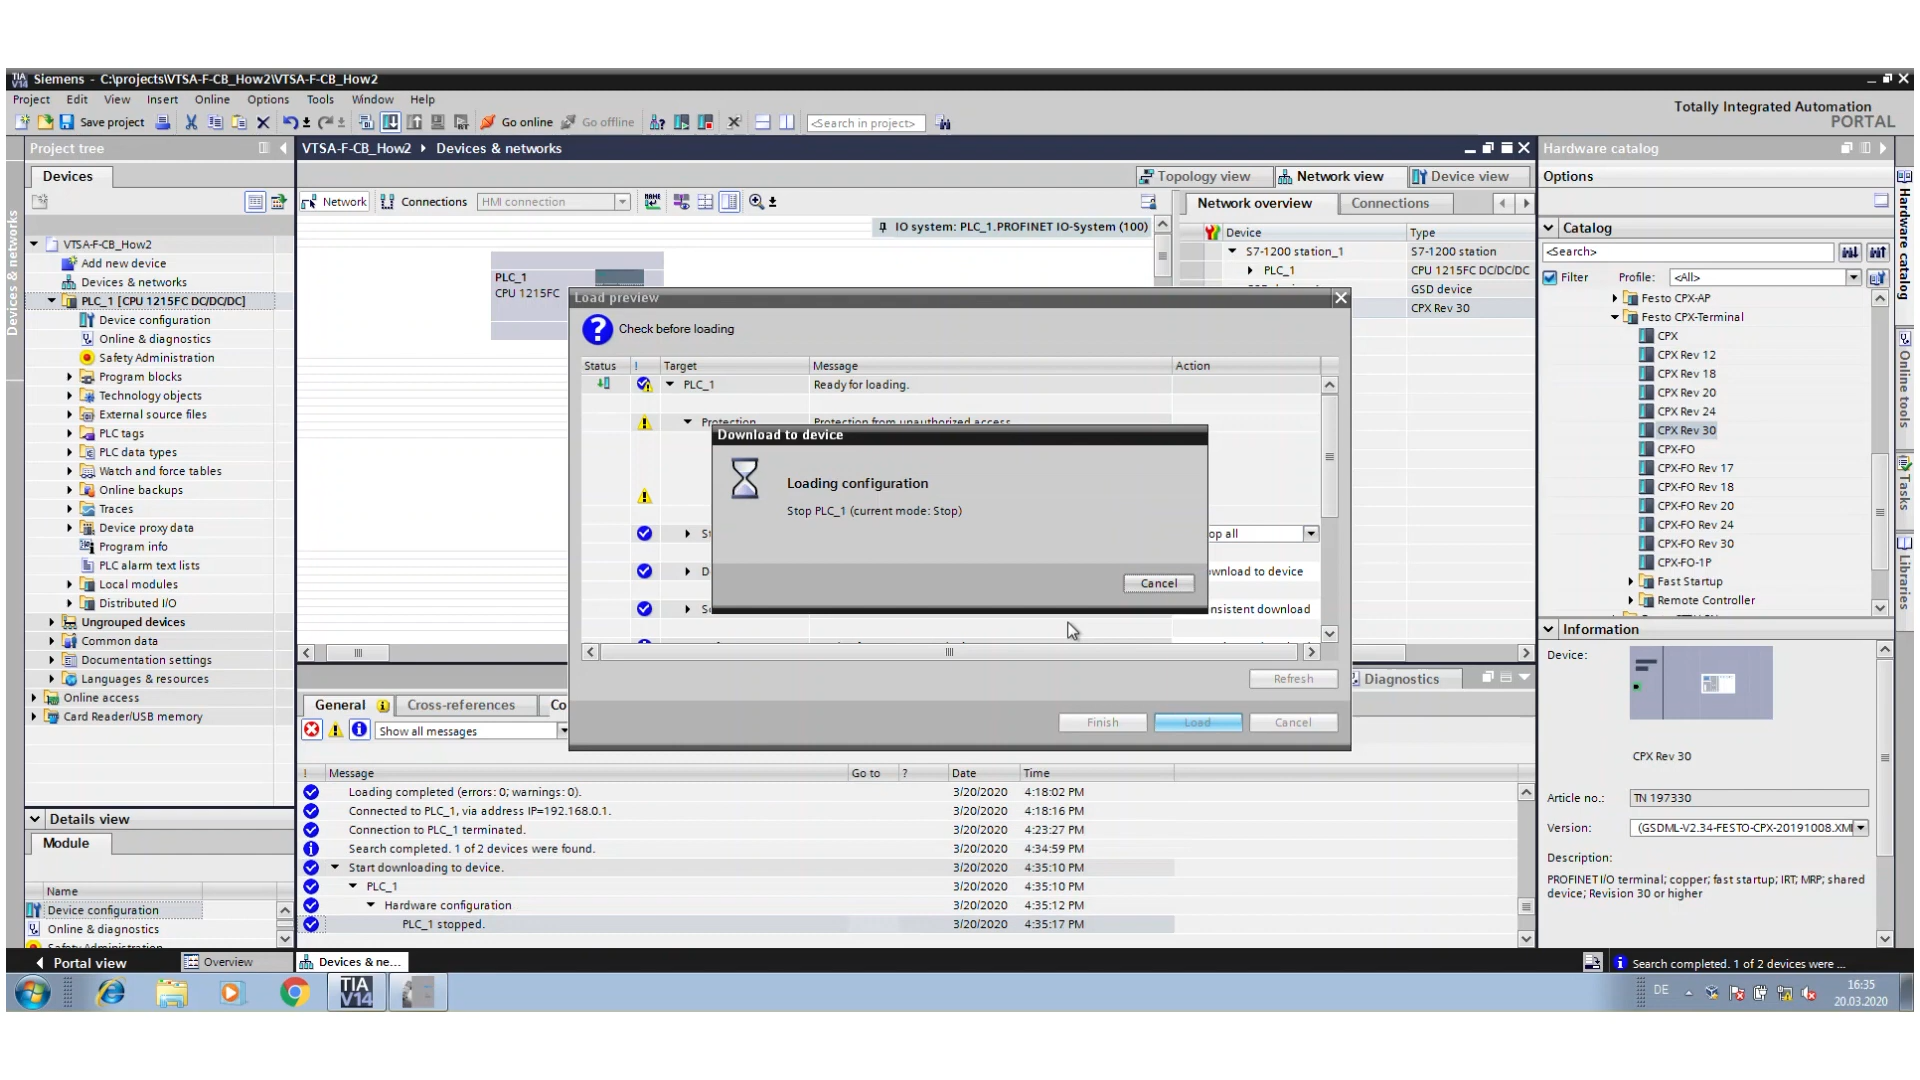 Siemens - C:\projects\VTSA-F-CB_How2\VTSA-F-CB_How2
Project Edit View Insert Online Options Tools Window Help
Totally Integrated Automation
PORTAL
Save project
Go online
Go offline
<Search in project>
Project tree
VTSA-F-CB_How2 Devices & networks
Hardware catalog
Devices
Topology view
Network view
Device view
Options
Network
Connections
HMI connection
Network overview
Connections
IO system: PLC_1.PROFINET IO-System (100)
Devices & networks
VTSA-F-CB_How2
Add new device
Devices & networks
PLC_1 [CPU 1215FC DC/DC/DC]
Device configuration
Online & diagnostics
Safety Administration
Program blocks
Technology objects
External source files
PLC tags
PLC data types
Watch and force tables
Online backups
Traces
Device proxy data
Program info
PLC alarm text lists
Local modules
Distributed I/O
Ungrouped devices
Common data
Documentation settings
Languages & resources
Online access
Card Reader/USB memory
Details view
Module
Name
Device configuration
Online & diagnostics
Safety Administration
PLC_1
CPU 1215FC
Device Type
S7-1200 station_1 S7-1200 station
PLC_1 CPU 1215FC DC/DC/DC
GSD device
CPX Rev 30
Load preview
Check before loading
Status ! Target Message Action
PLC_1 Ready for loading.
Protection Protection from unauthorized access
Download to device
Loading configuration
Stop PLC_1 (current mode: Stop)
Cancel
op all
wnload to device
nsistent download
Refresh
Finish
Load
Cancel
Diagnostics
General
Cross-references
Co
Show all messages
! Message Go to ? Date Time
Loading completed (errors: 0; warnings: 0). 3/20/2020 4:18:02 PM
Connected to PLC_1, via address IP=192.168.0.1. 3/20/2020 4:18:16 PM
Connection to PLC_1 terminated. 3/20/2020 4:23:27 PM
Search completed. 1 of 2 devices were found. 3/20/2020 4:34:59 PM
Start downloading to device. 3/20/2020 4:35:10 PM
PLC_1 3/20/2020 4:35:10 PM
Hardware configuration 3/20/2020 4:35:12 PM
PLC_1 stopped. 3/20/2020 4:35:17 PM
Catalog
<Search>
Filter Profile: <All>
Festo CPX-AP
Festo CPX-Terminal
CPX
CPX Rev 12
CPX Rev 18
CPX Rev 20
CPX Rev 24
CPX Rev 30
CPX-FO
CPX-FO Rev 17
CPX-FO Rev 18
CPX-FO Rev 20
CPX-FO Rev 24
CPX-FO Rev 30
CPX-FO-1P
Fast Startup
Remote Controller
Information
Device:
CPX Rev 30
Article no.: TN 197330
Version: (GSDML-V2.34-FESTO-CPX-20191008.XMl
Description:
PROFINET I/O terminal; copper; fast startup; IRT; MRP; shared
device; Revision 30 or higher
Hardware catalog
Online tools
Tasks
Libraries
Portal view
Overview
Devices & ne...
Search completed. 1 of 2 devices were ...
TIA
V14
DE
16:35
20.03.2020